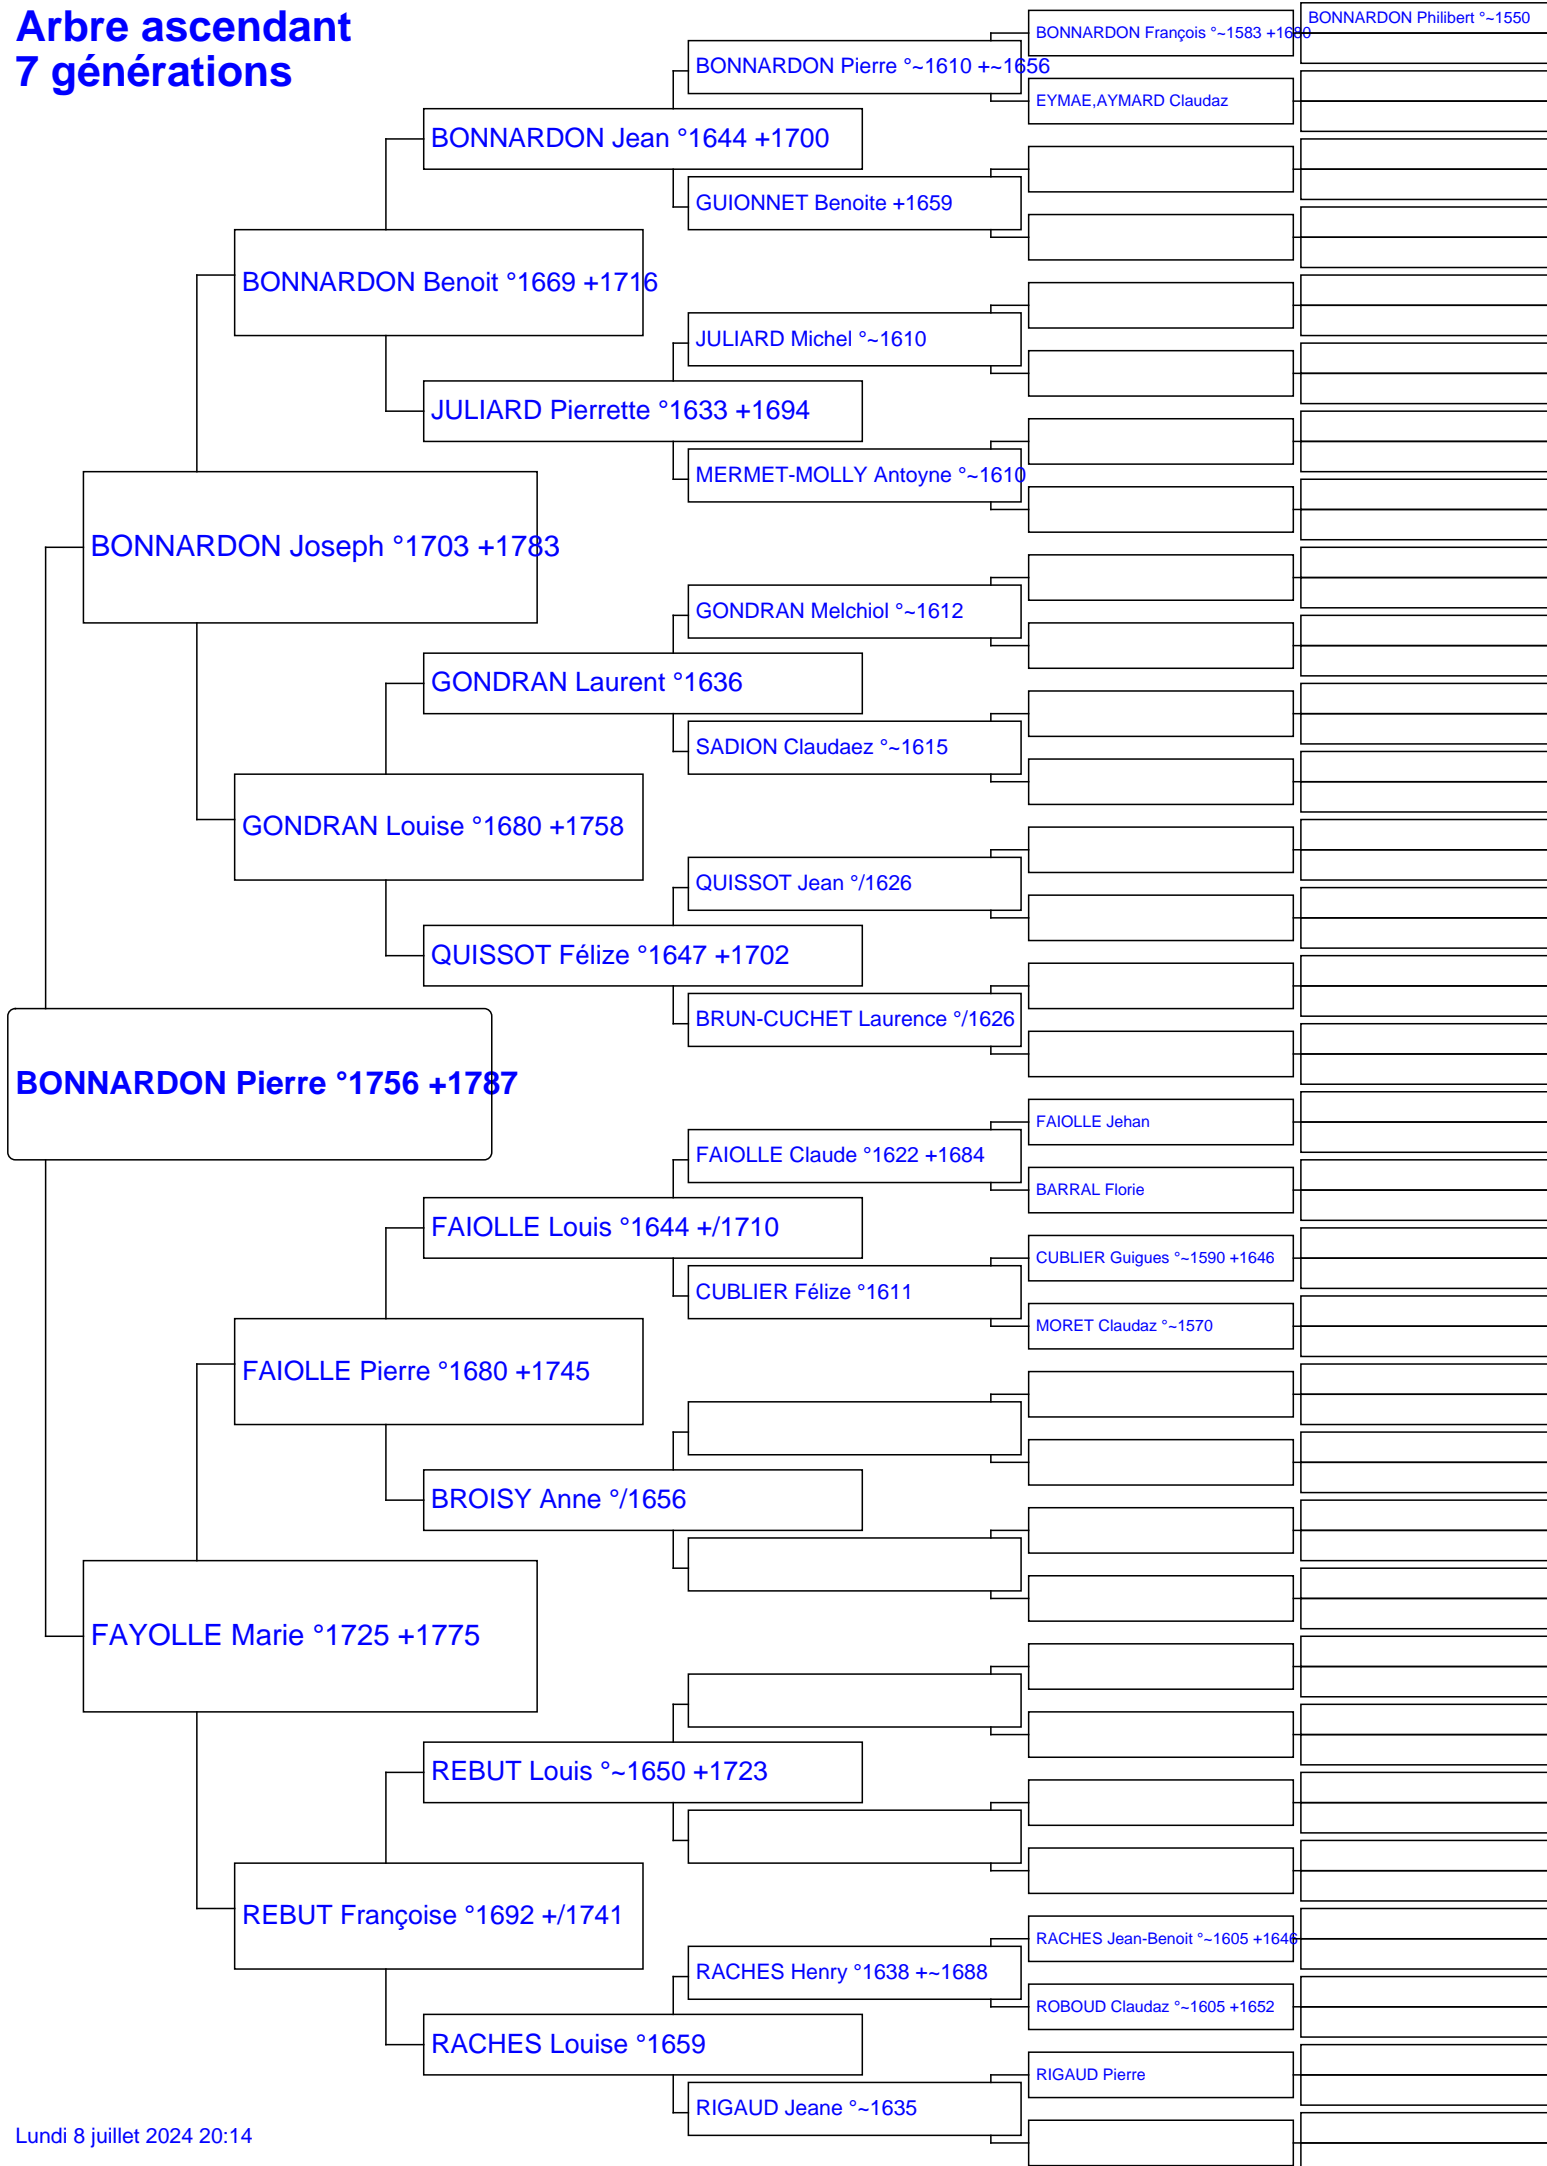 Arbre ascendant
7 générations
BONNARDON Philibert °~1550
BONNARDON François °~1583 +1680
BONNARDON Pierre °~1610 +~1656
EYMAE,AYMARD Claudaz
BONNARDON Jean °1644 +1700
GUIONNET Benoite +1659
BONNARDON Benoit °1669 +1716
JULIARD Michel °~1610
JULIARD Pierrette °1633 +1694
MERMET-MOLLY Antoyne °~1610
BONNARDON Joseph °1703 +1783
GONDRAN Melchiol °~1612
GONDRAN Laurent °1636
SADION Claudaez °~1615
GONDRAN Louise °1680 +1758
QUISSOT Jean °/1626
QUISSOT Félize °1647 +1702
BRUN-CUCHET Laurence °/1626
BONNARDON Pierre °1756 +1787
FAIOLLE Jehan
FAIOLLE Claude °1622 +1684
BARRAL Florie
FAIOLLE Louis °1644 +/1710
CUBLIER Guigues °~1590 +1646
CUBLIER Félize °1611
MORET Claudaz °~1570
FAIOLLE Pierre °1680 +1745
BROISY Anne °/1656
FAYOLLE Marie °1725 +1775
REBUT Louis °~1650 +1723
REBUT Françoise °1692 +/1741
RACHES Jean-Benoit °~1605 +1646
RACHES Henry °1638 +~1688
ROBOUD Claudaz °~1605 +1652
RACHES Louise °1659
RIGAUD Pierre
RIGAUD Jeane °~1635
Lundi 8 juillet 2024 20:14